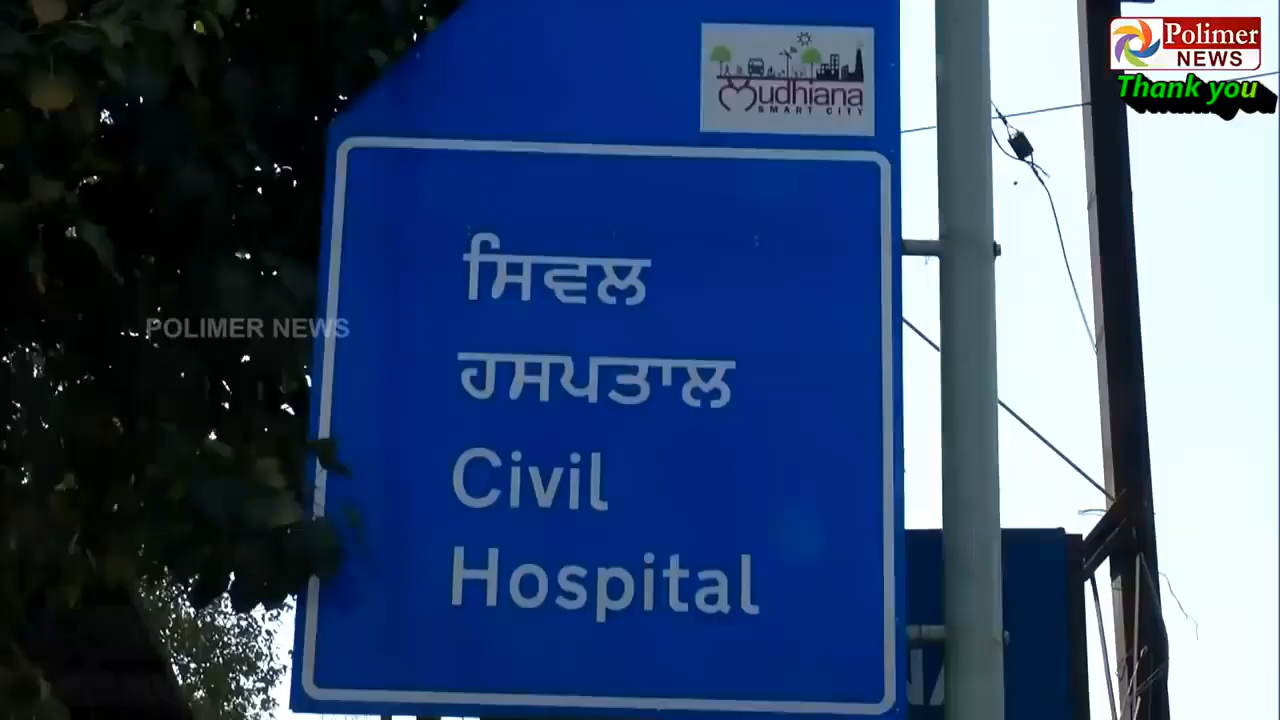 Polimer
NEWS
Thank you
Ludhiana
SMART CITY
ਸਿਵਲ
POLIMER NEWS
ਹਸਪਤਾਲ
Civil
Hospital